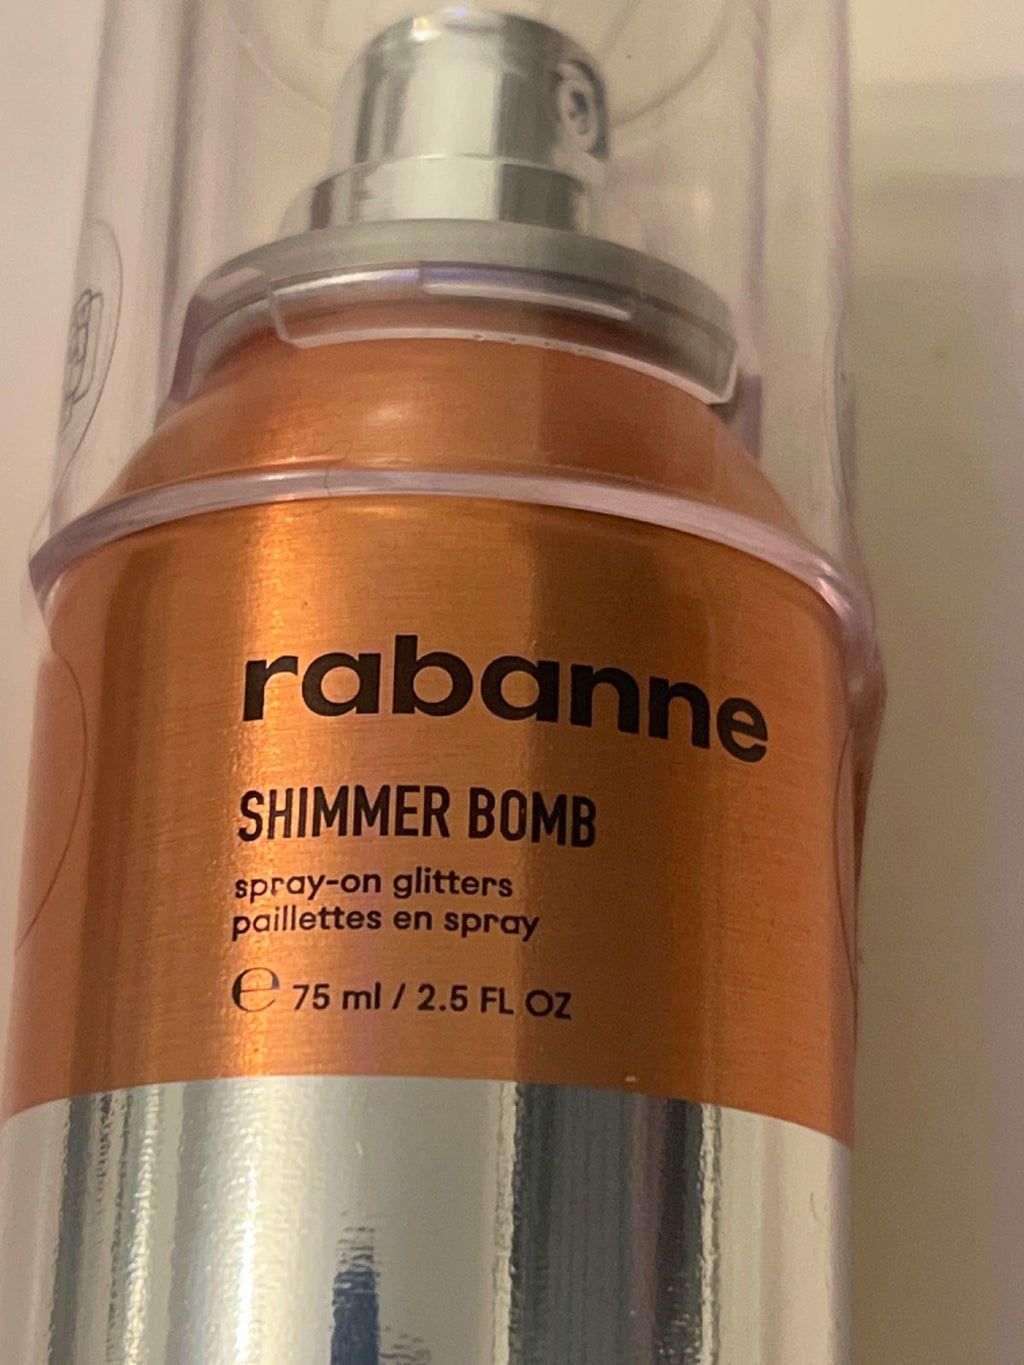 rabanne
SHIMMER BOMB
spray-on glitters
paillettes en spray
℮ 75 ml / 2.5 FL OZ